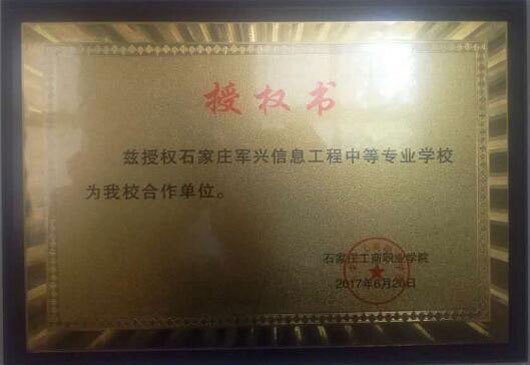 授权书
兹授权石家庄军兴信息工程中等专业学校
为我校合作单位。
石家庄工商职业学院
2017年6月26日